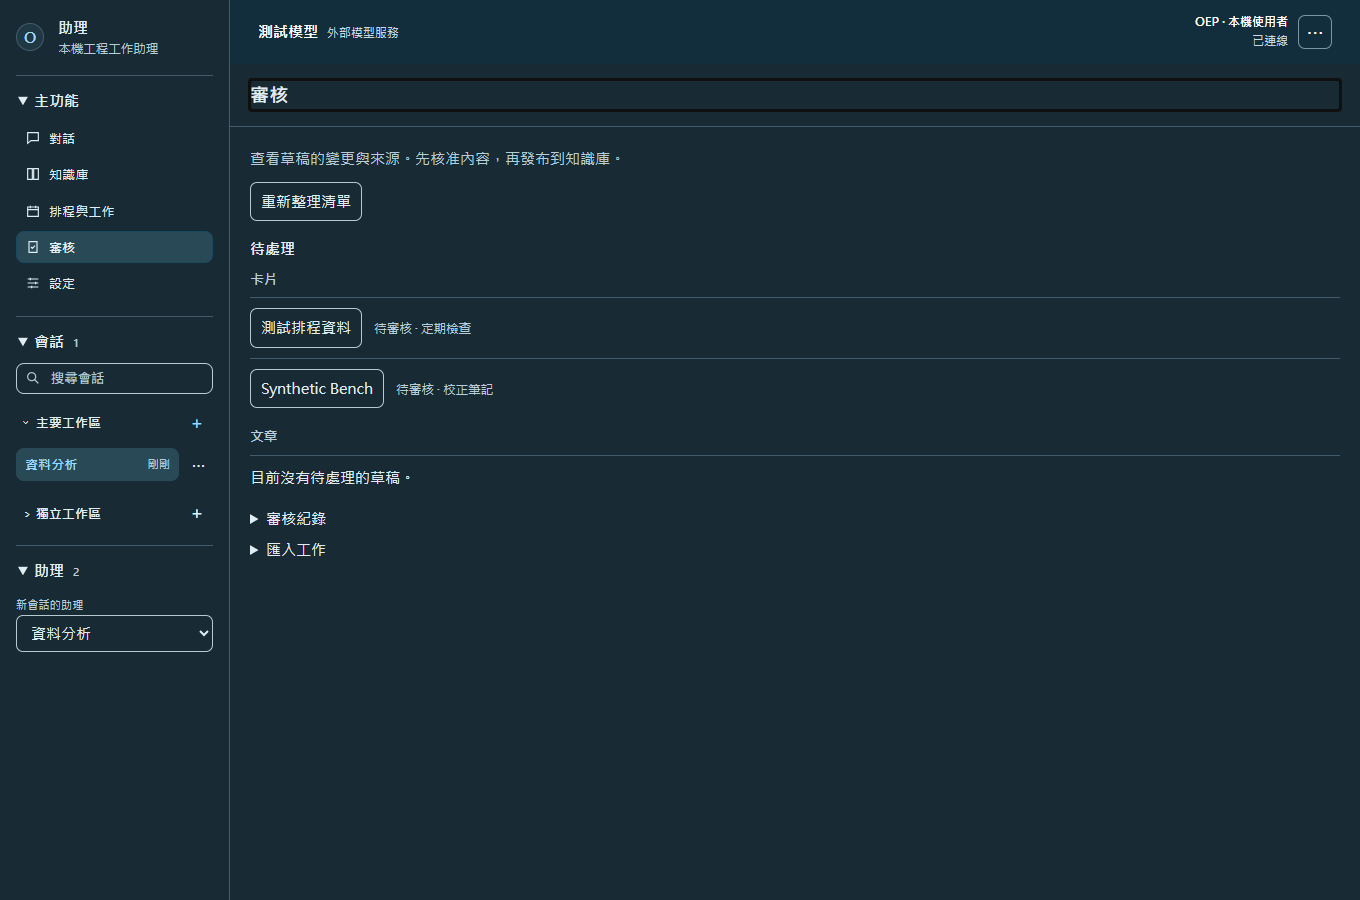 O
助理
本機工程工作助理
▼ 主功能
對話
知識庫
排程與工作
審核
設定
▼ 會話 1
搜尋會話
主要工作區 +
資料分析 剛剛 ...
> 獨立工作區 +
▼ 助理 2
新會話的助理
資料分析
測試模型 外部模型服務
OEP · 本機使用者
已連線
...
審核
查看草稿的變更與來源。先核准內容，再發布到知識庫。
重新整理清單
待處理
卡片
測試排程資料 待審核 · 定期檢查
Synthetic Bench 待審核 · 校正筆記
文章
目前沒有待處理的草稿。
▶ 審核紀錄
▶ 匯入工作